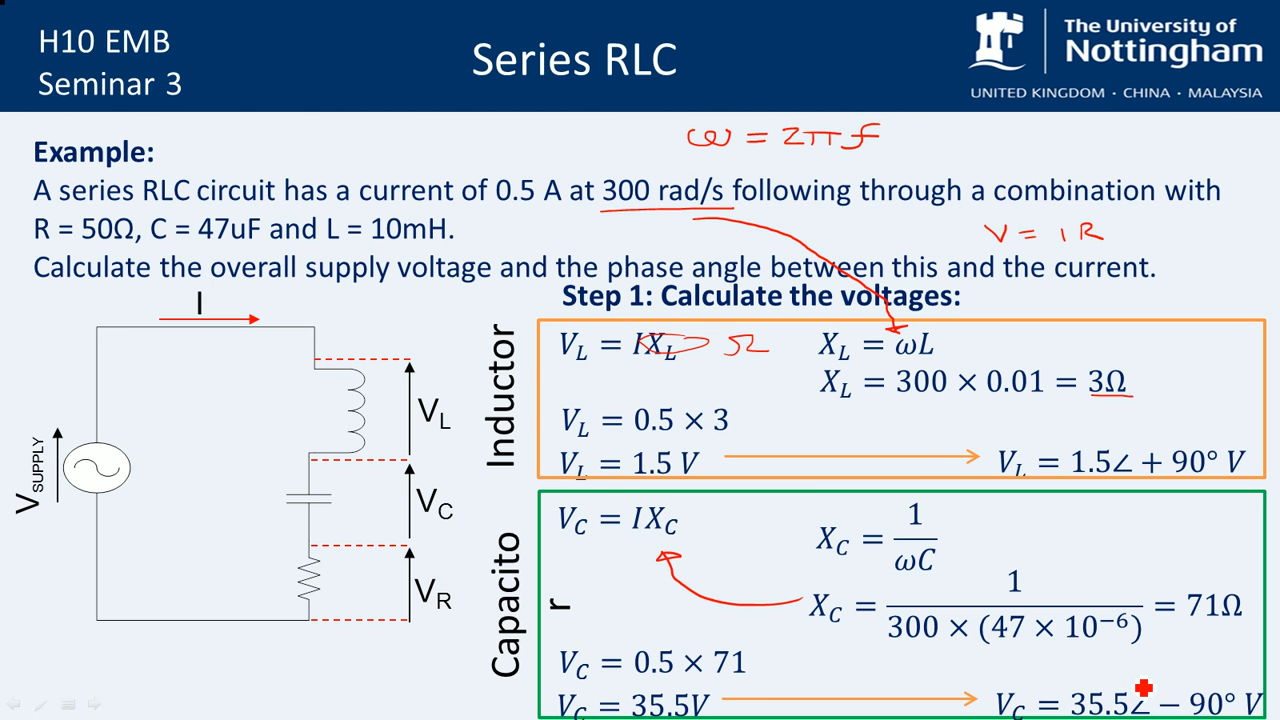 H10 EMB
Seminar 3
Series RLC
The University of
Nottingham
UNITED KINGDOM · CHINA · MALAYSIA
ω = 2πf
Example:
A series RLC circuit has a current of 0.5 A at 300 rad/s following through a combination with
R = 50Ω, C = 47uF and L = 10mH.
V = I R
Calculate the overall supply voltage and the phase angle between this and the current.
Step 1: Calculate the voltages:
I
V_SUPPLY
V_L
V_C
V_R
Inductor
V_L = IX_L Ω
X_L = ωL
X_L = 300 × 0.01 = 3Ω
V_L = 0.5 × 3
V_L = 1.5 V
V_L = 1.5∠ + 90° V
Capacito
r
V_C = IX_C
X_C = 1/ωC
X_C = 1/300 × (47 × 10⁻⁶) = 71Ω
V_C = 0.5 × 71
V_C = 35.5V
V_C = 35.5∠ − 90° V